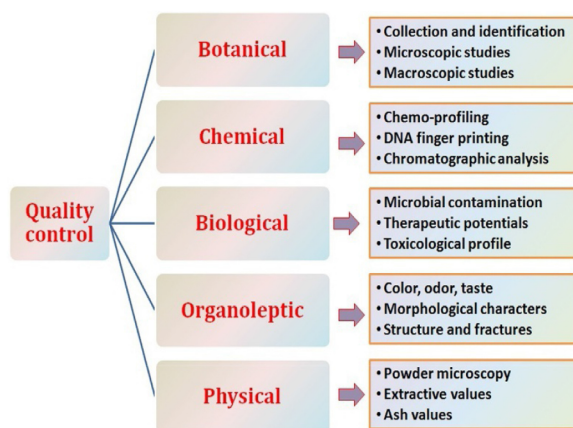 Quality
control
Botanical
• Collection and identification
• Microscopic studies
• Macroscopic studies
Chemical
• Chemo-profiling
• DNA finger printing
• Chromatographic analysis
Biological
• Microbial contamination
• Therapeutic potentials
• Toxicological profile
Organoleptic
• Color, odor, taste
• Morphological characters
• Structure and fractures
Physical
• Powder microscopy
• Extractive values
• Ash values